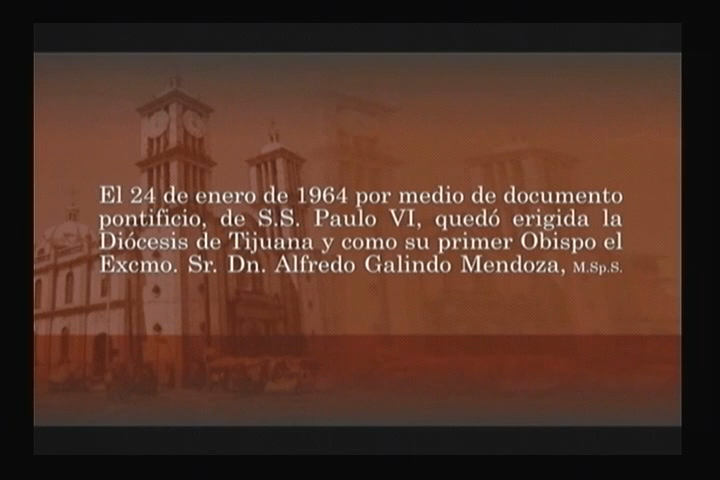 El 24 de enero de 1964 por medio de documento
pontificio, de S.S. Paulo VI, quedó erigida la
Diócesis de Tijuana y como su primer Obispo el
Excmo. Sr. Dn. Alfredo Galindo Mendoza, M.Sp.S.